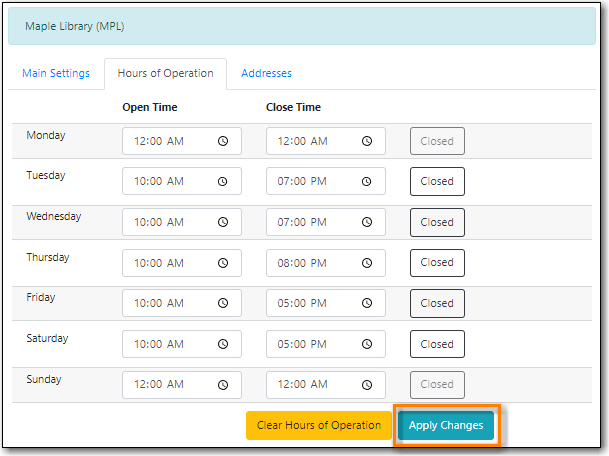 Maple Library (MPL)
Main Settings Hours of Operation Addresses
Open Time Close Time
Monday 12:00 AM 12:00 AM Closed
Tuesday 10:00 AM 07:00 PM Closed
Wednesday 10:00 AM 07:00 PM Closed
Thursday 10:00 AM 08:00 PM Closed
Friday 10:00 AM 05:00 PM Closed
Saturday 10:00 AM 05:00 PM Closed
Sunday 12:00 AM 12:00 AM Closed
Clear Hours of Operation Apply Changes